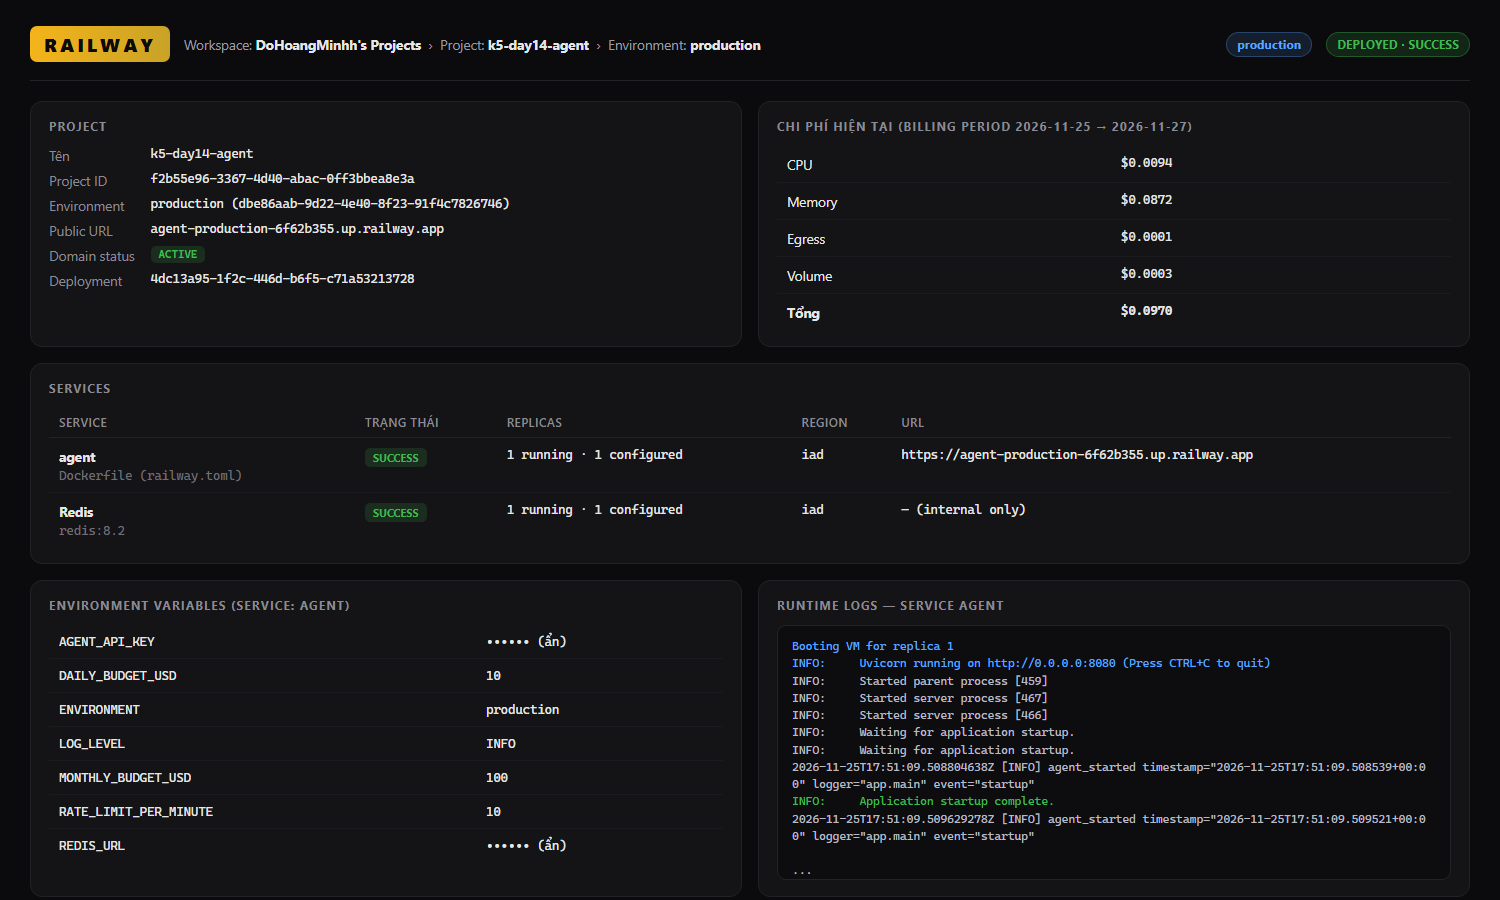 RAILWAY Workspace: DoHoangMinhh's Projects › Project: k5-day14-agent › Environment: production production DEPLOYED · SUCCESS
PROJECT
Tên k5-day14-agent
Project ID f2b55e96-3367-4d40-abac-0ff3bbea8e3a
Environment production (dbe86aab-9d22-4e40-8f23-91f4c7826746)
Public URL agent-production-6f62b355.up.railway.app
Domain status ACTIVE
Deployment 4dc13a95-1f2c-446d-b6f5-c71a53213728
CHI PHÍ HIỆN TẠI (BILLING PERIOD 2026-11-25 → 2026-11-27)
CPU $0.0094
Memory $0.0872
Egress $0.0001
Volume $0.0003
Tổng $0.0970
SERVICES
SERVICE TRẠNG THÁI REPLICAS REGION URL
agent SUCCESS 1 running · 1 configured iad https://agent-production-6f62b355.up.railway.app
Dockerfile (railway.toml)
Redis SUCCESS 1 running · 1 configured iad — (internal only)
redis:8.2
ENVIRONMENT VARIABLES (SERVICE: AGENT)
AGENT_API_KEY •••••• (ẩn)
DAILY_BUDGET_USD 10
ENVIRONMENT production
LOG_LEVEL INFO
MONTHLY_BUDGET_USD 100
RATE_LIMIT_PER_MINUTE 10
REDIS_URL •••••• (ẩn)
RUNTIME LOGS — SERVICE AGENT
Booting VM for replica 1
INFO: Uvicorn running on http://0.0.0.0:8080 (Press CTRL+C to quit)
INFO: Started parent process [459]
INFO: Started server process [467]
INFO: Started server process [466]
INFO: Waiting for application startup.
INFO: Waiting for application startup.
2026-11-25T17:51:09.508804638Z [INFO] agent_started timestamp="2026-11-25T17:51:09.508539+00:0
0" logger="app.main" event="startup"
INFO: Application startup complete.
2026-11-25T17:51:09.509629278Z [INFO] agent_started timestamp="2026-11-25T17:51:09.509521+00:0
0" logger="app.main" event="startup"
...